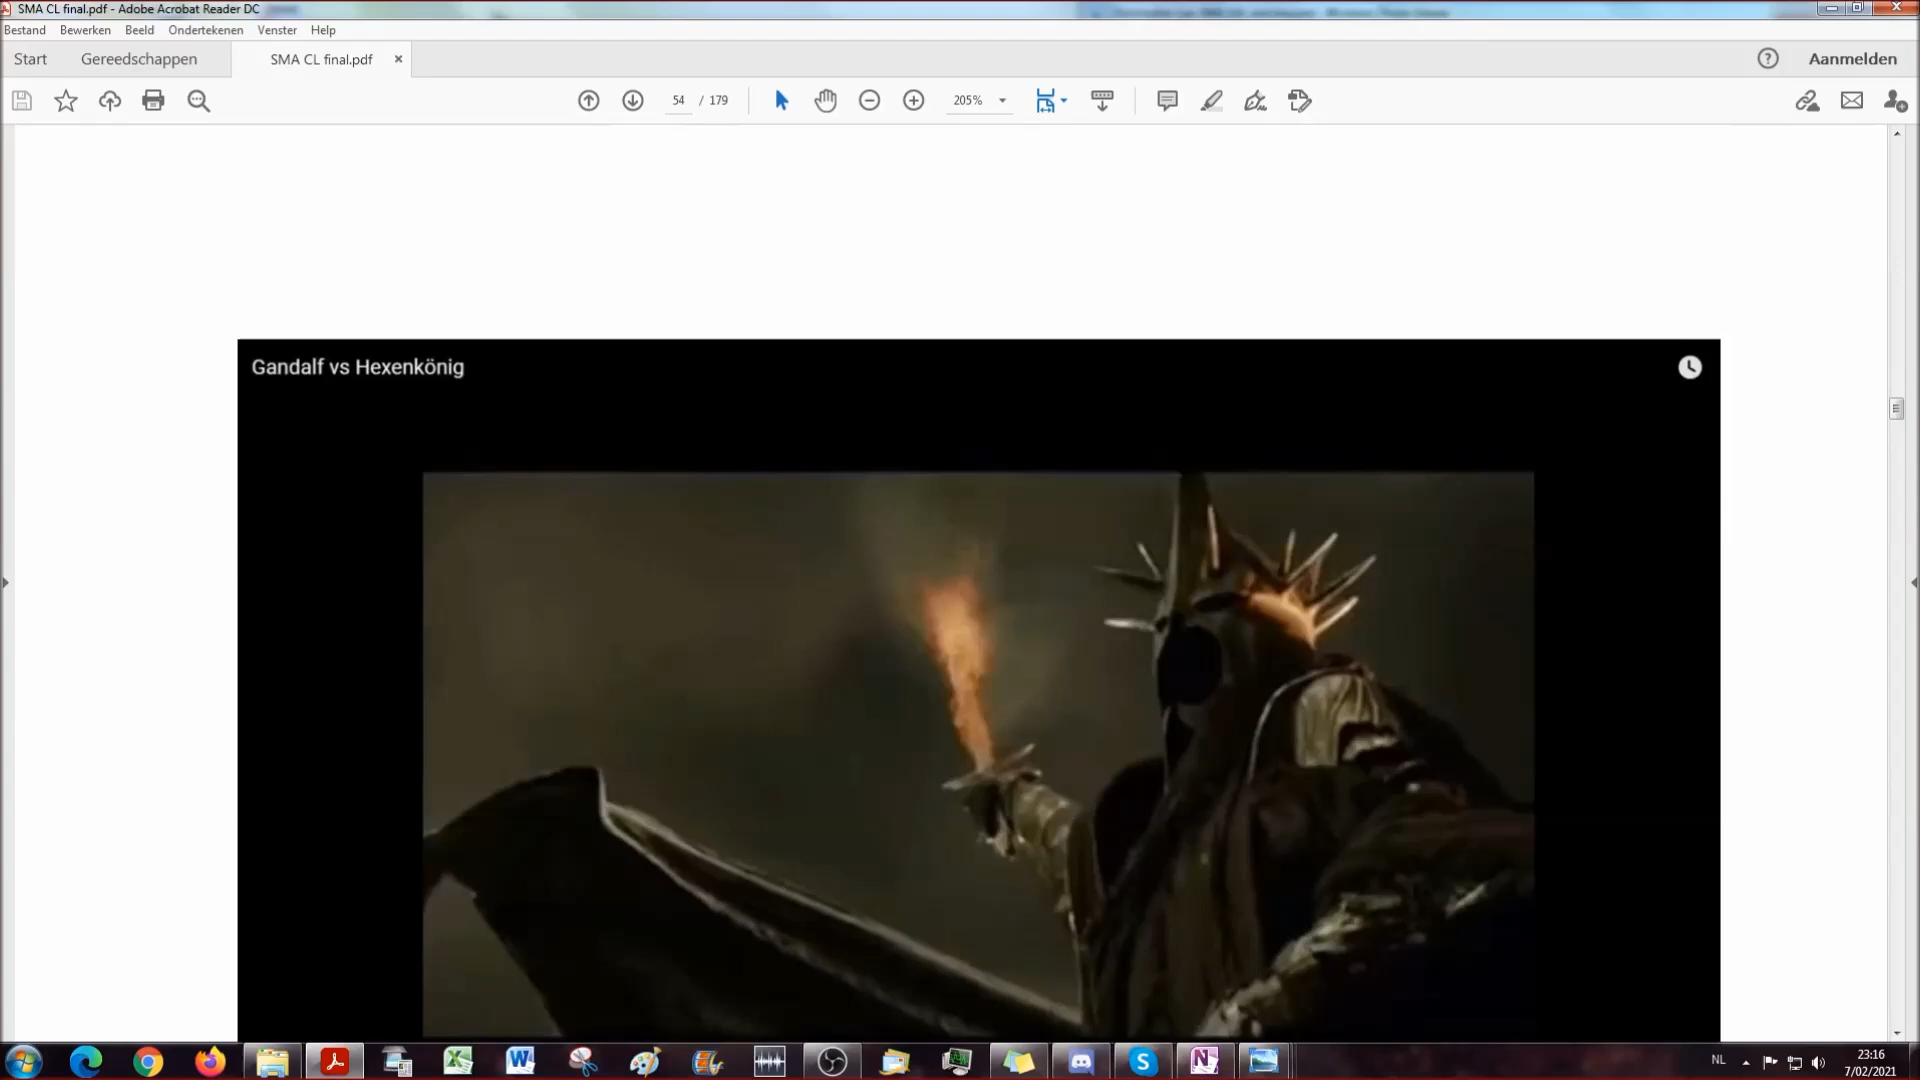 SMA CL final.pdf - Adobe Acrobat Reader DC
Bestand Bewerken Beeld Ondertekenen Venster Help
Start Gereedschappen SMA CL final.pdf × Aanmelden
54 / 179 205%
Gandalf vs Hexenkönig
NL 23:16
7/02/2021